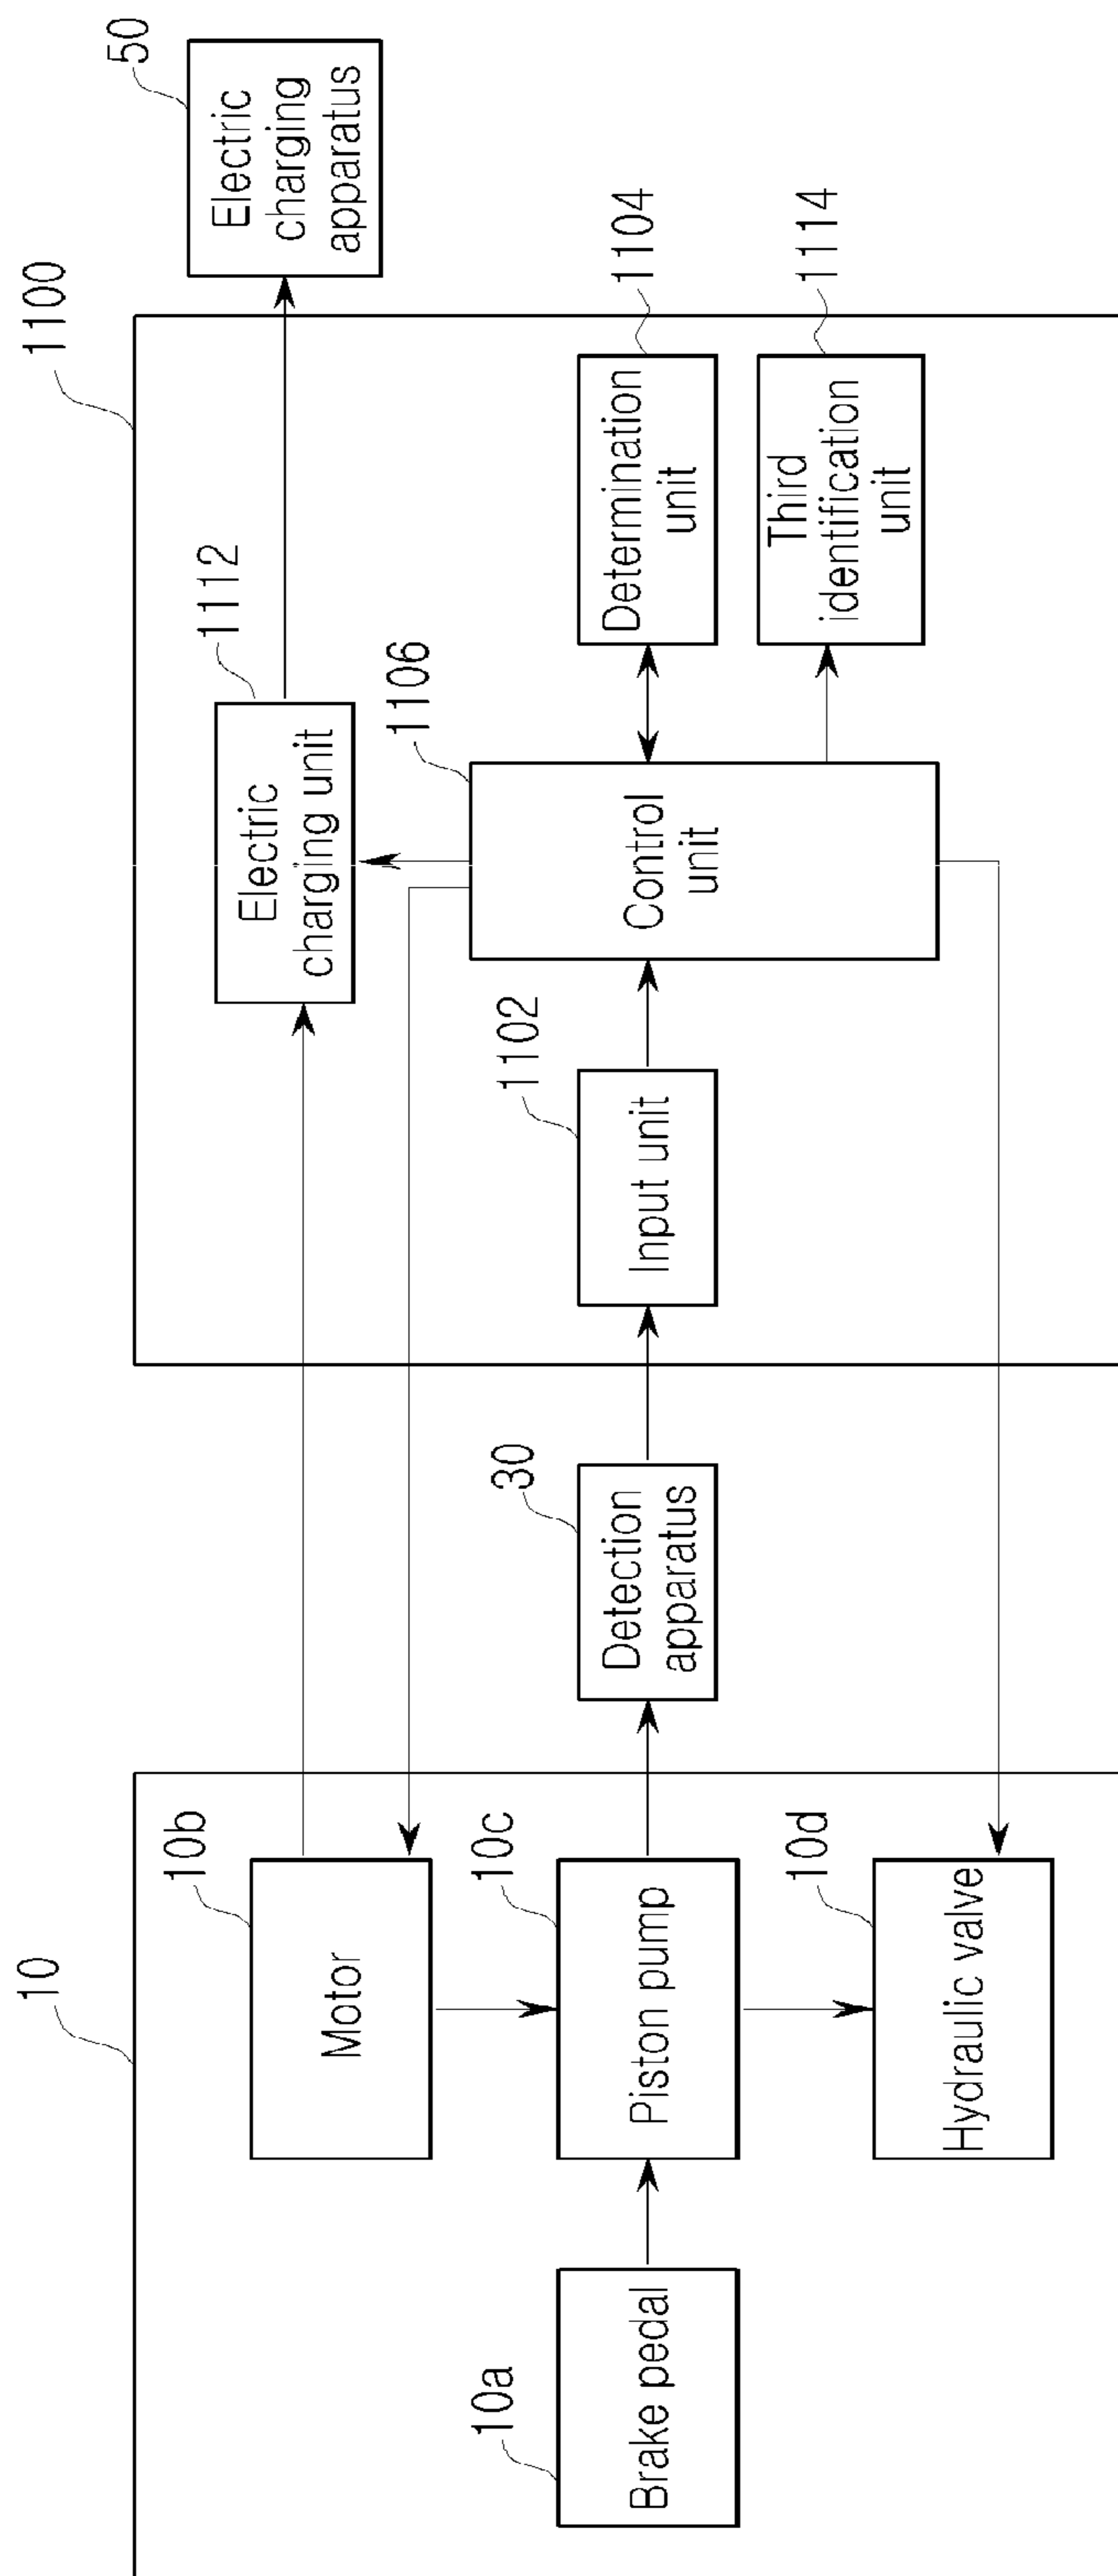 10
10a
Brake pedal
10b
Motor
10c
Piston pump
10d
Hydraulic valve
30
Detection
apparatus
1100
1102
Input unit
1112
Electric
charging unit
1106
Control
unit
1104
Determination
unit
1114
Third
identification
unit
50
Electric
charging
apparatus